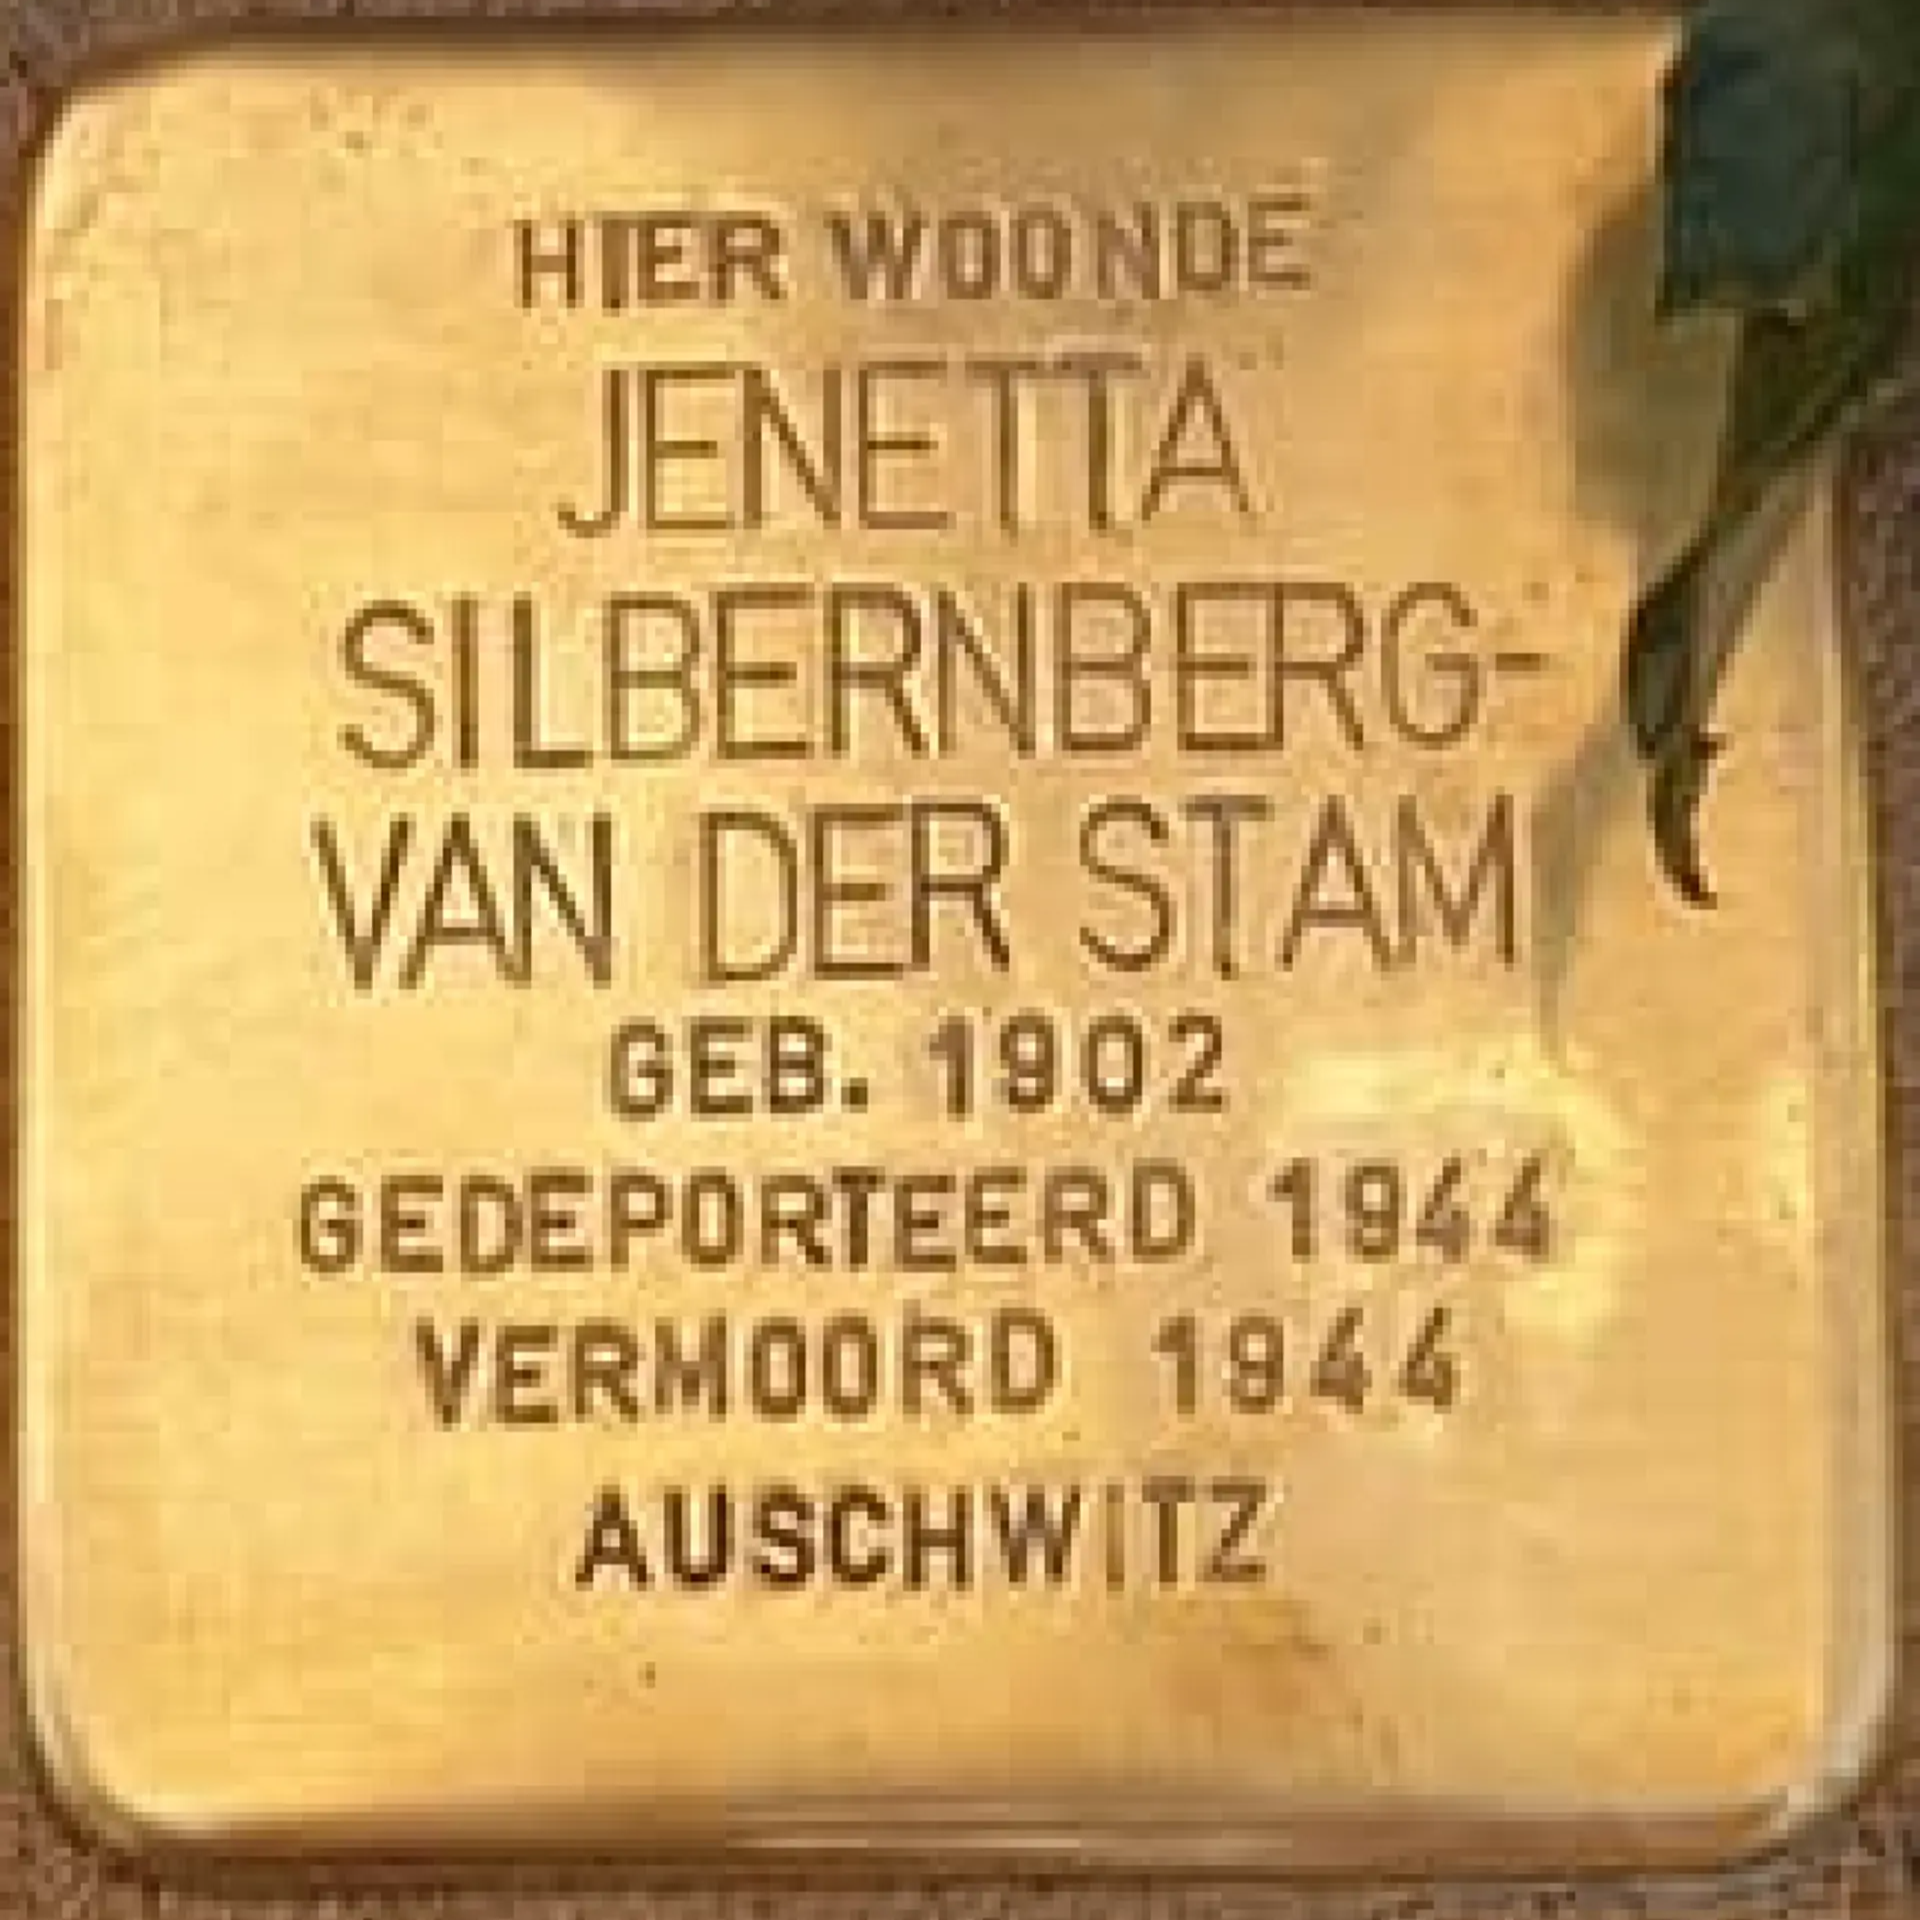 HIER WOONDE
JENETTA
SILBERNBERG-
VAN DER STAM
GEB. 1902
GEDEPORTEERD 1944
VERMOORD 1944
AUSCHWITZ